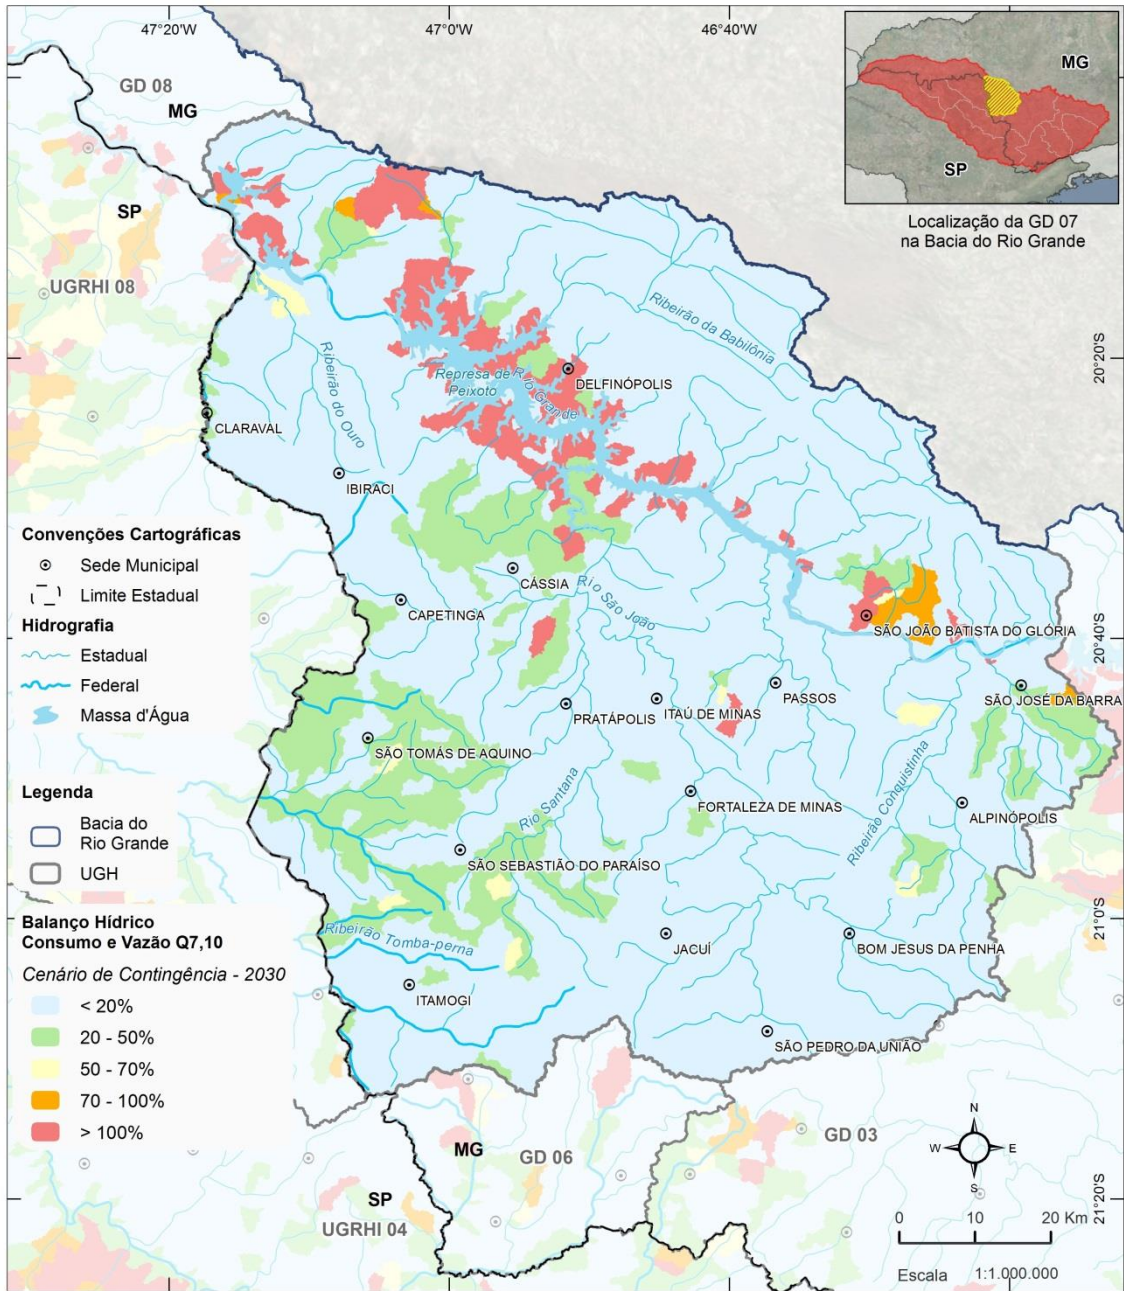 47°20'W
47°0'W
46°40'W
GD 08
MG
SP
UGRHI 08
MG
SP
Localização da GD 07
na Bacia do Rio Grande
20°20'S
20°40'S
21°0'S
21°20'S
Ribeirão da Babilônia
Ribeirão do Ouro
Represa de
Peixoto
Rio Grande
DELFINÓPOLIS
CLARAVAL
IBIRACI
CÁSSIA
CAPETINGA
Rio São João
SÃO JOÃO BATISTA DO GLÓRIA
PASSOS
SÃO JOSÉ DA BARRA
PRATÁPOLIS
ITAÚ DE MINAS
SÃO TOMÁS DE AQUINO
Rio Santana
FORTALEZA DE MINAS
Ribeirão Conquistinha
ALPINÓPOLIS
SÃO SEBASTIÃO DO PARAÍSO
Ribeirão Tomba-perna
JACUÍ
BOM JESUS DA PENHA
ITAMOGI
SÃO PEDRO DA UNIÃO
Convenções Cartográficas
Sede Municipal
Limite Estadual
Hidrografia
Estadual
Federal
Massa d'Água
Legenda
Bacia do
Rio Grande
UGH
Balanço Hídrico
Consumo e Vazão Q7,10
Cenário de Contingência - 2030
< 20%
20 - 50%
50 - 70%
70 - 100%
> 100%
MG
GD 06
GD 03
SP
UGRHI 04
N
W
E
S
0 10 20 Km
Escala 1:1.000.000